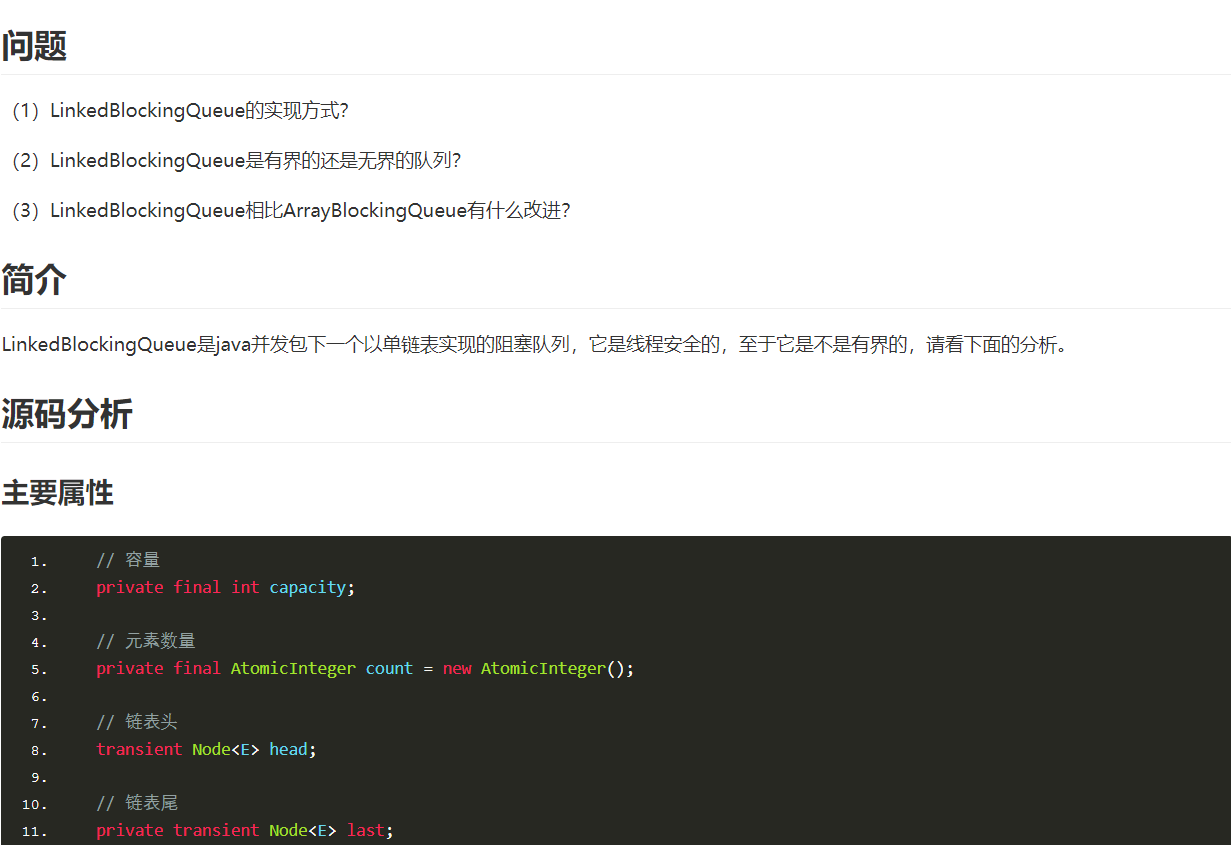 问题
（1）LinkedBlockingQueue的实现方式？
（2）LinkedBlockingQueue是有界的还是无界的队列？
（3）LinkedBlockingQueue相比ArrayBlockingQueue有什么改进？
简介
LinkedBlockingQueue是java并发包下一个以单链表实现的阻塞队列，它是线程安全的，至于它是不是有界的，请看下面的分析。
源码分析
主要属性
1. // 容量
2. private final int capacity;
3.
4. // 元素数量
5. private final AtomicInteger count = new AtomicInteger();
6.
7. // 链表头
8. transient Node<E> head;
9.
10. // 链表尾
11. private transient Node<E> last;